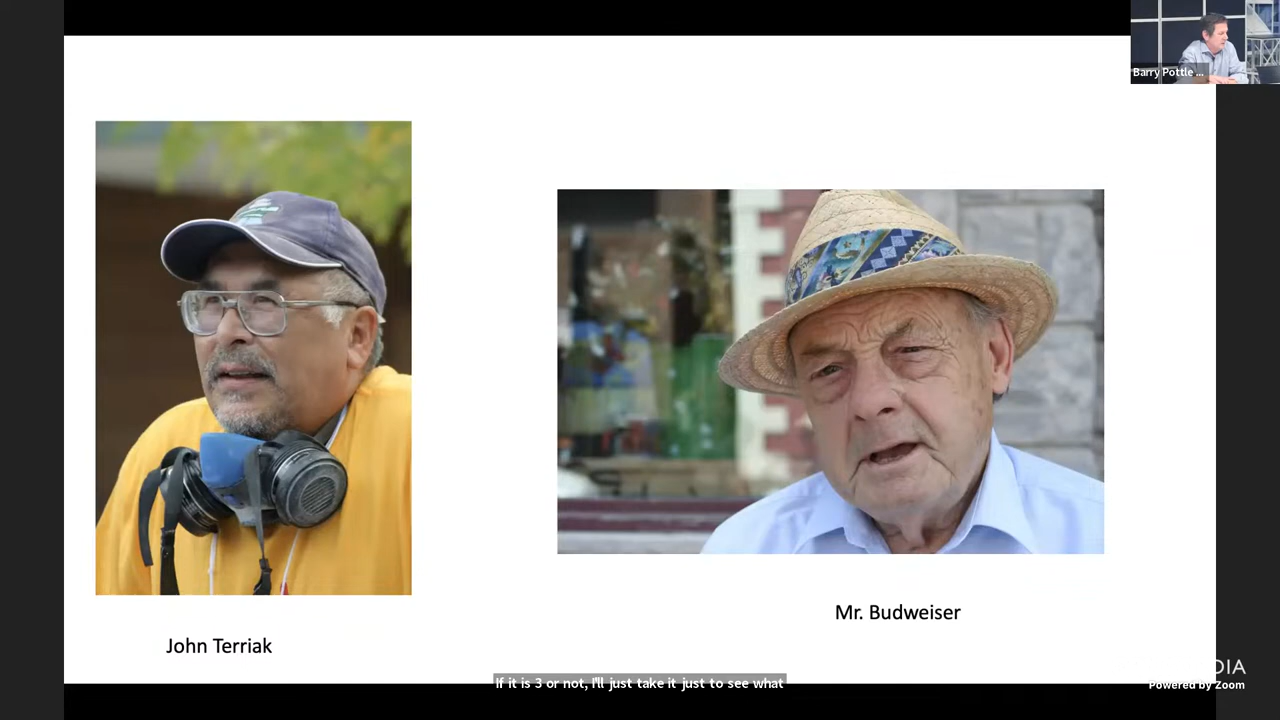 Barry Pottle ...
Mr. Budweiser
John Terriak
DIA
If it is 3 or not, I'll just take it just to see what
Powered by Zoom